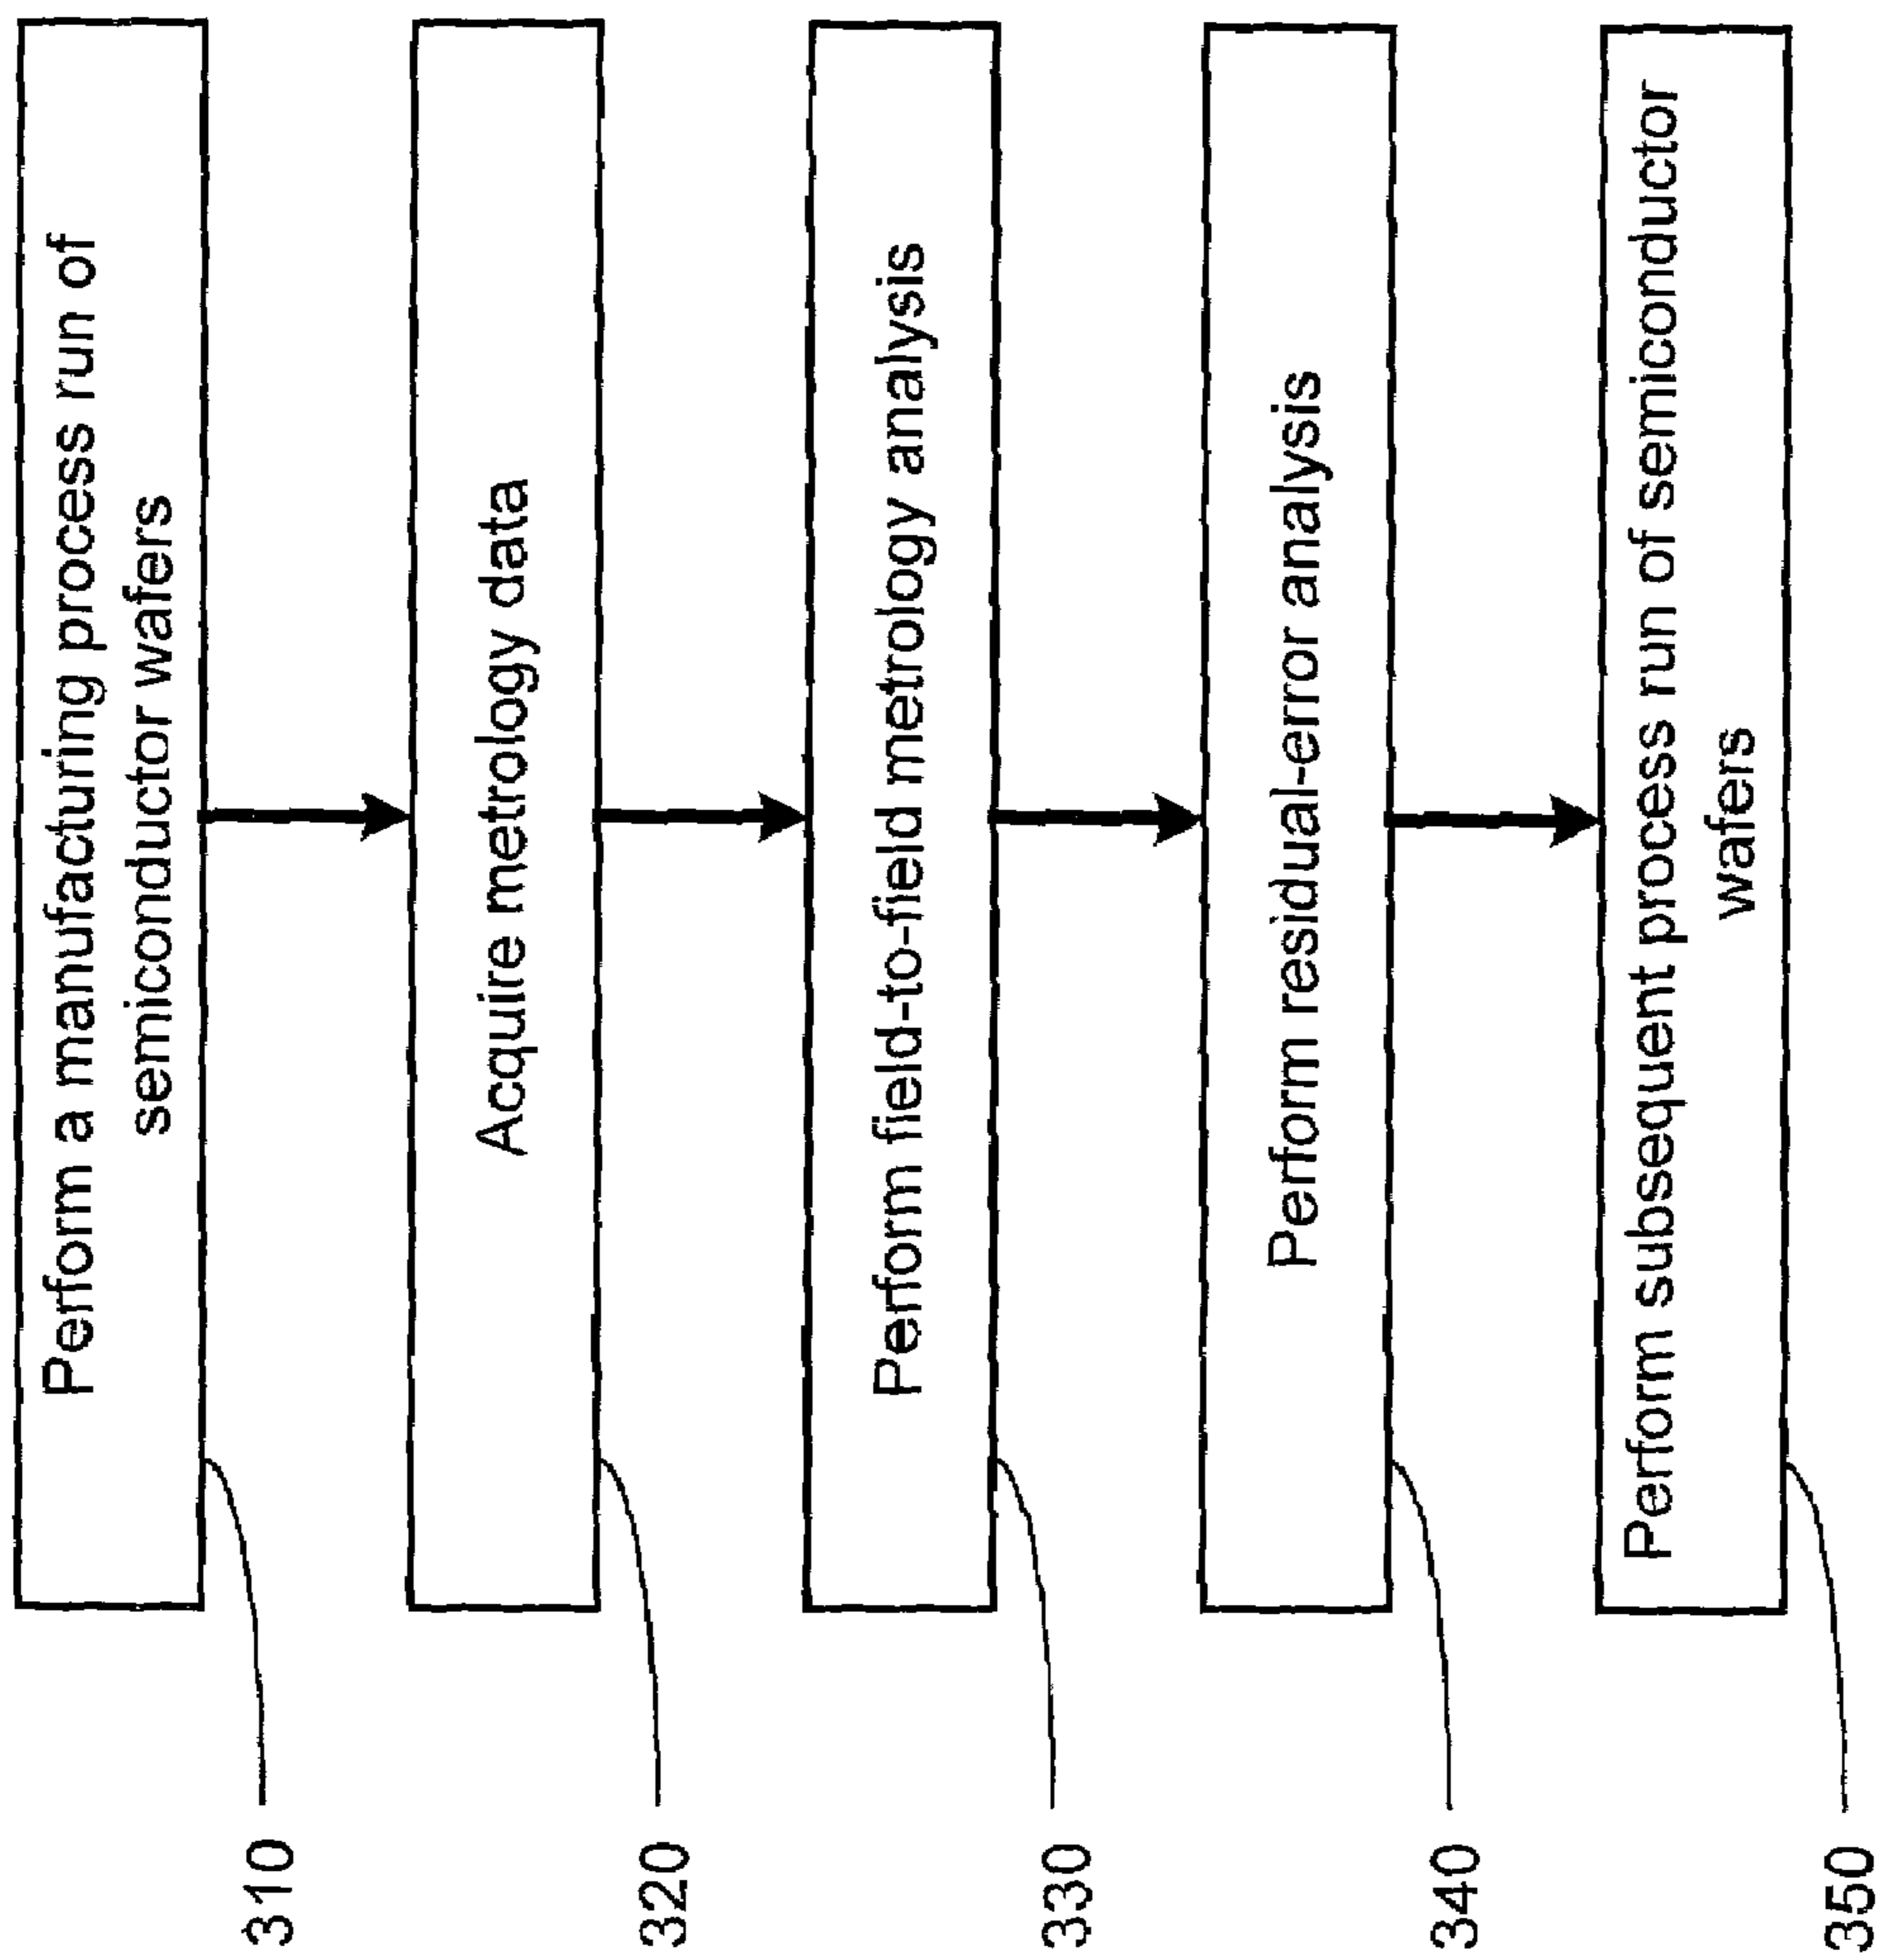 Perform a manufacturing process run of
semiconductor wafers
310
Acquire metrology data
320
Perform field-to-field metrology analysis
330
Perform residual-error analysis
340
Perform subsequent process run of semiconductor
wafers
350